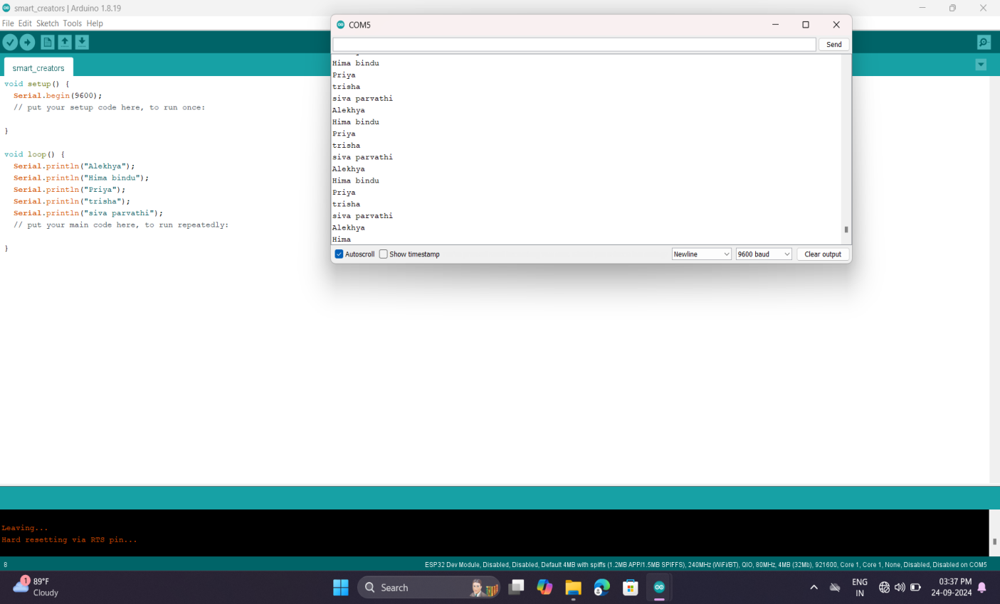 smart_creators | Arduino 1.8.19
File Edit Sketch Tools Help
smart_creators
void setup() {
  Serial.begin(9600);
  // put your setup code here, to run once:
}
void loop() {
  Serial.println("Alekhya");
  Serial.println("Hima bindu");
  Serial.println("Priya");
  Serial.println("trisha");
  Serial.println("siva parvathi");
  // put your main code here, to run repeatedly:
}
COM5
Send
Hima bindu
Priya
trisha
siva parvathi
Alekhya
Hima bindu
Priya
trisha
siva parvathi
Alekhya
Hima bindu
Priya
trisha
siva parvathi
Alekhya
Hima
Autoscroll Show timestamp Newline 9600 baud Clear output
Leaving...
Hard resetting via RTS pin...
8 ESP32 Dev Module, Disabled, Disabled, Default 4MB with spiffs (1.2MB APP/1.5MB SPIFFS), 240MHz (WiFi/BT), QIO, 80MHz, 4MB (32Mb), 921600, Core 1, Core 1, None, Disabled, Disabled on COM5
1 89°F
Cloudy
Search
ENG
IN
03:37 PM
24-09-2024